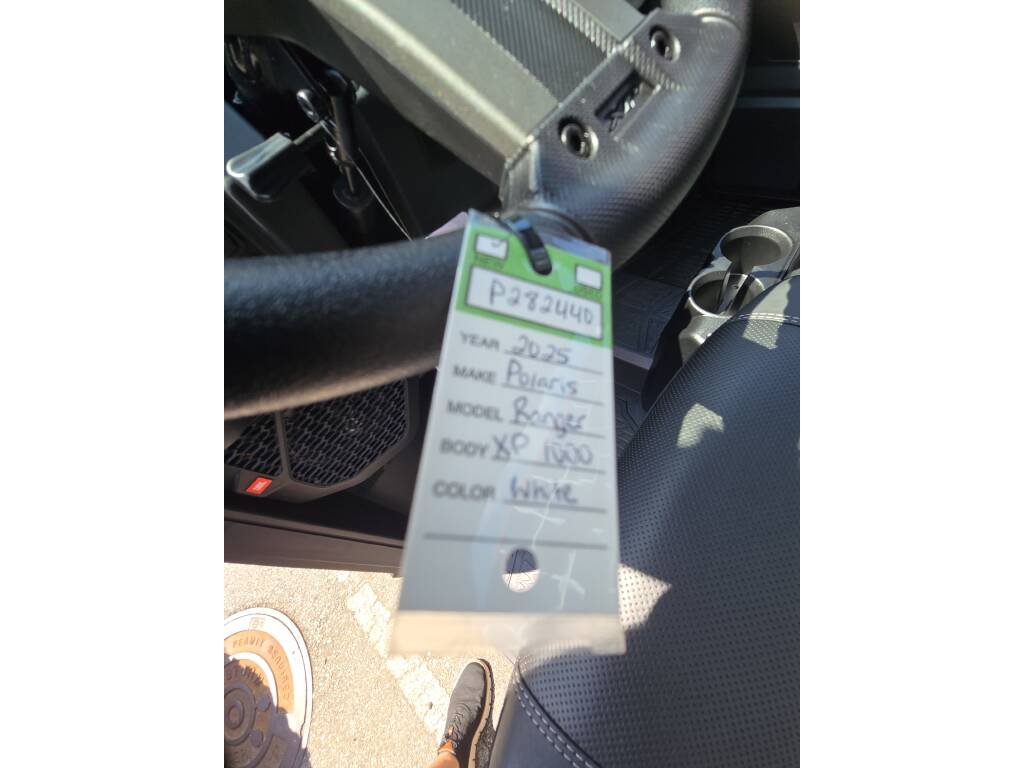 P282440
YEAR 2025
MAKE Polaris
MODEL Ranger
BODY XP 1000
COLOR White